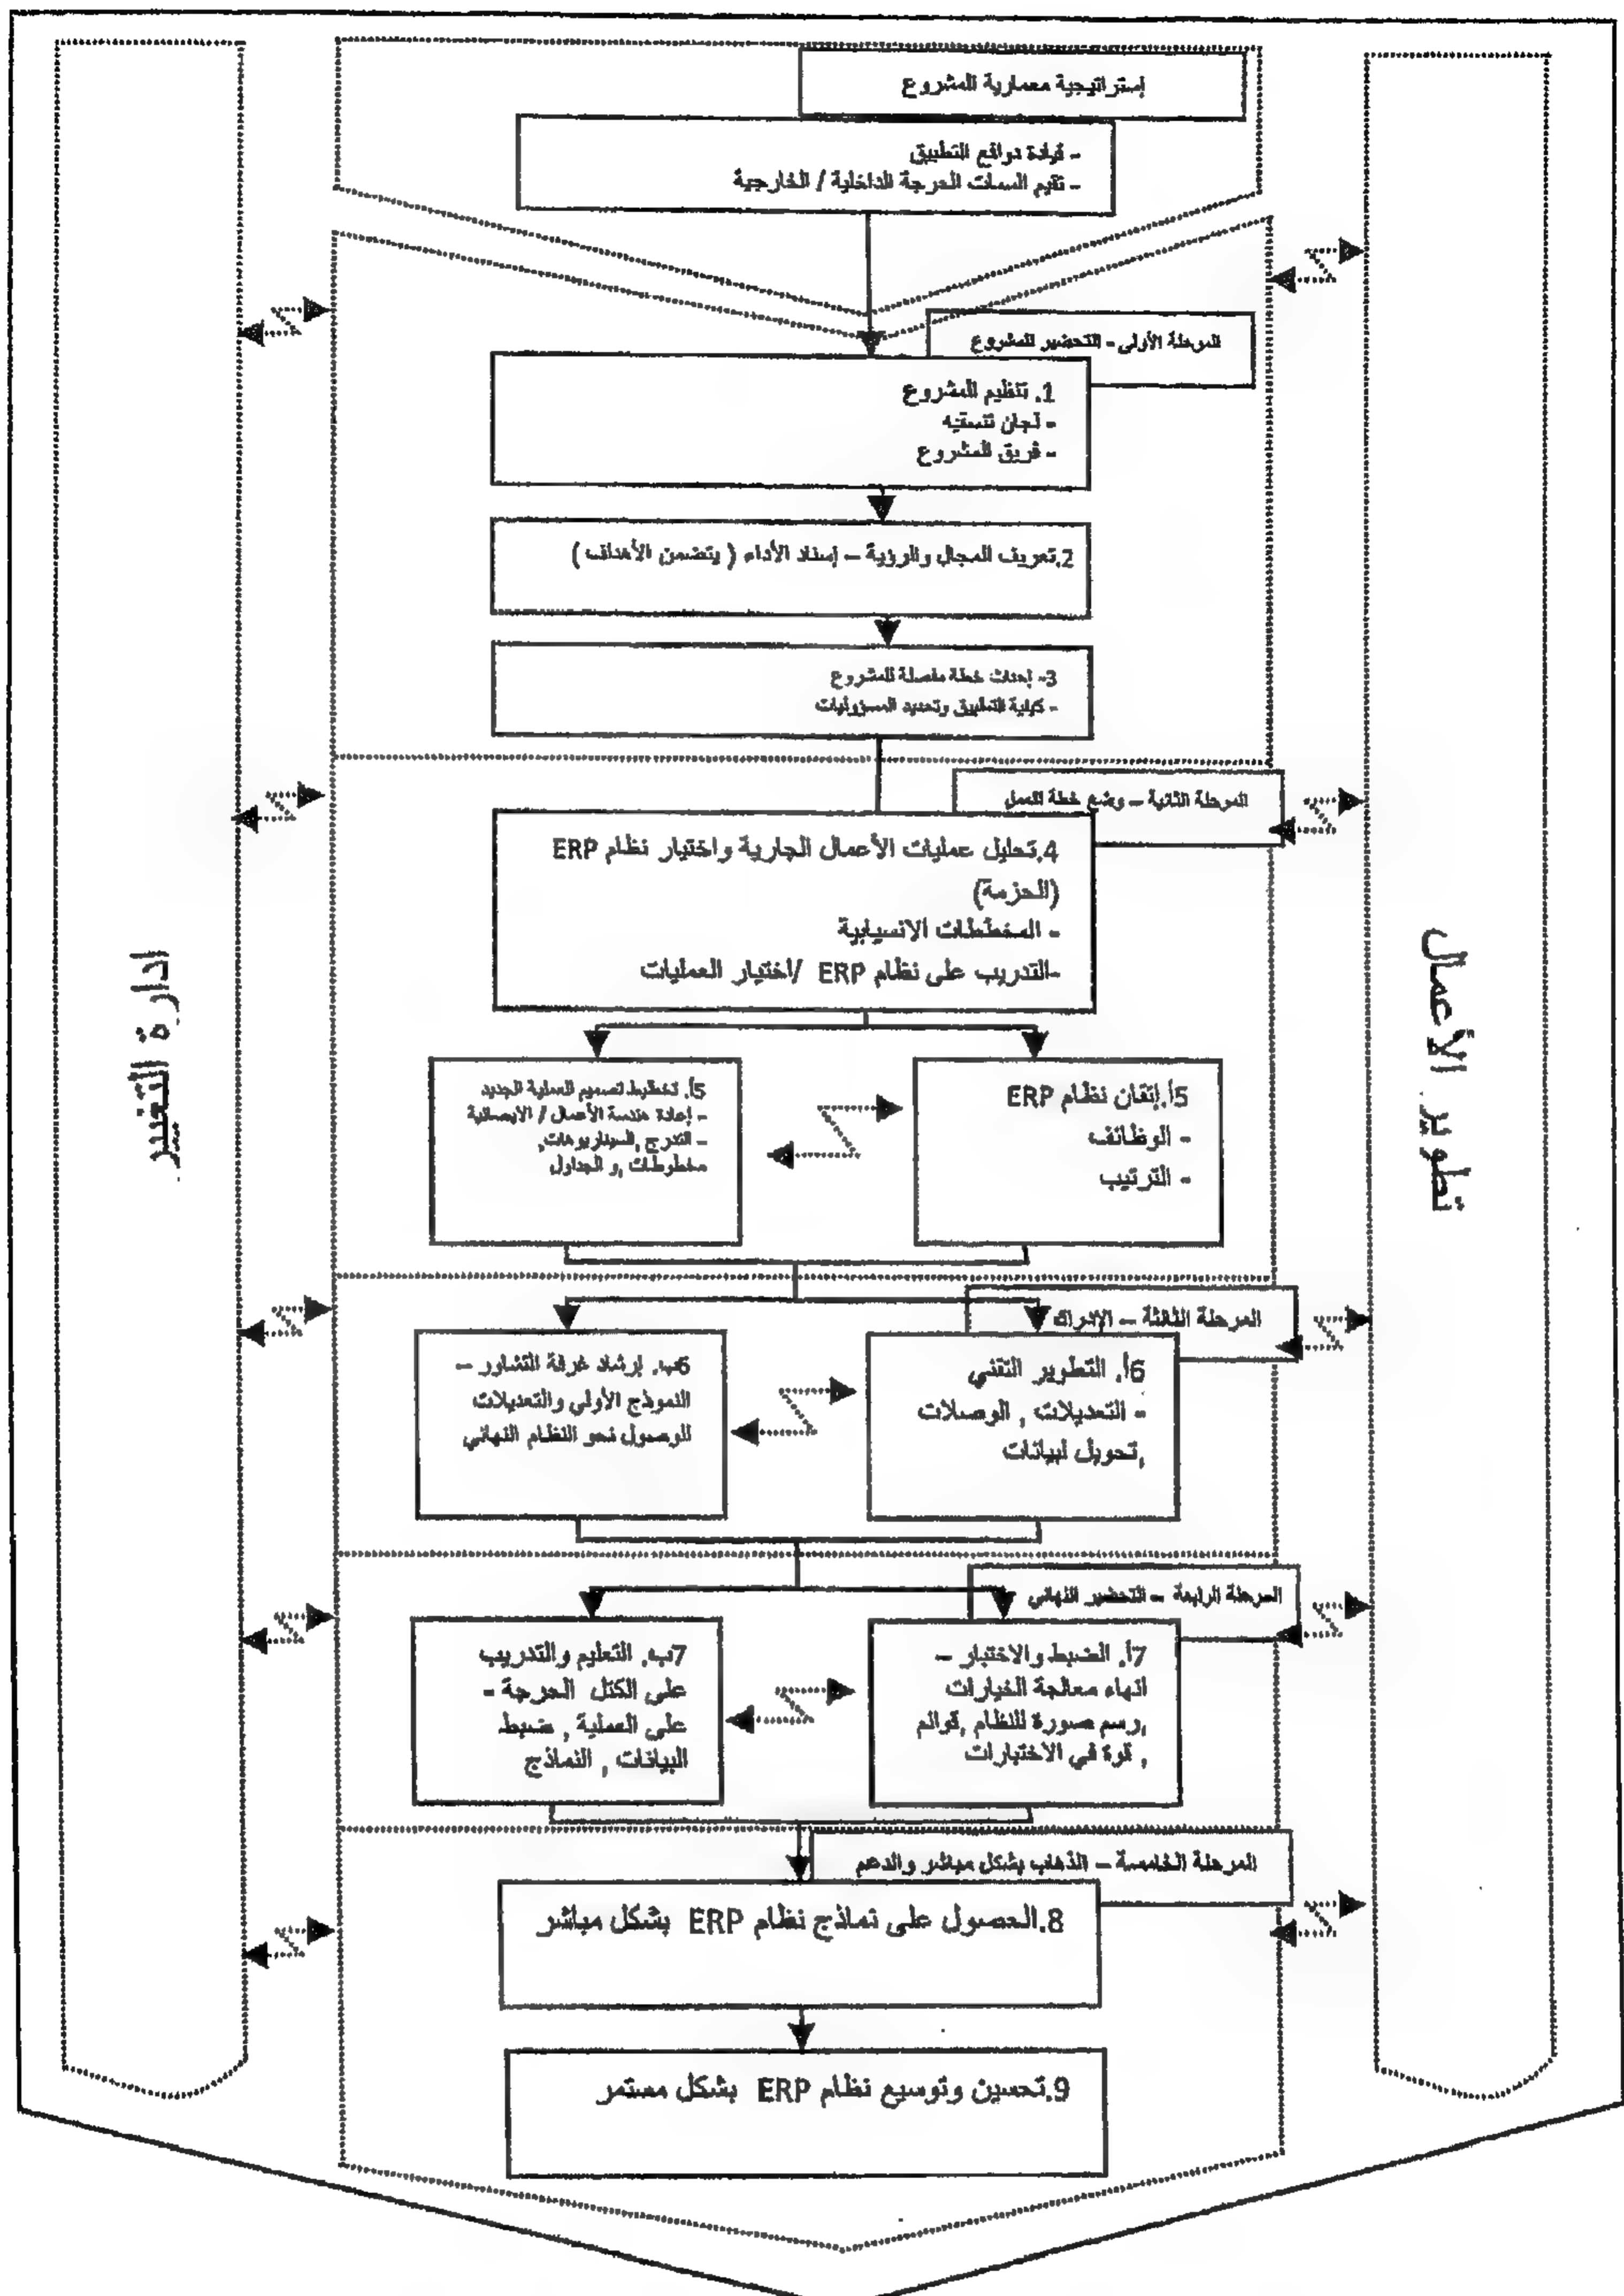 إستراتيجية معمارية للمشروع
- قيادة دوافع التطبيق
- تقيم السمات الحرجة الداخلية / الخارجية
المرحلة الأولى - التحضير للمشروع
1. تنظيم المشروع
- لجان تنسقيه
- فريق المشروع
2.تعريف المجال والرؤية – إسناد الأداء ( يتضمن الأهداف )
3- إحداث خطة مفصلة للمشروع
- كيفية التطبيق وتحديد المسؤوليات
المرحلة الثانية – وضع خطة للعمل
4.تحليل عمليات الأعمال الجارية واختيار نظام ERP
(الحزمة)
- المخططات الانسيابية
-التدريب على نظام ERP /اختيار العمليات
5أ.إتقان نظام ERP
- الوظائف
- الترتيب
5أ. تخطيط تصميم العملية الجديد
- إعادة هندسة الأعمال / الايصائية
- التدرج ,السيناريوهات,
مخطوطات ,و الجداول
المرحلة الثالثة – الإدراك
6أ. التطوير التقني
- التعديلات , الوصلات
,تحويل لبيانات
6ب. إرشاد غرفة التشاور –
النموذج الأولي والتعديلات
للوصول نحو النظام النهائي
المرحلة الرابعة – التحضير النهائي
7أ. الضبط والاختبار –
انهاء معالجة الخيارات
,رسم صورة للنظام ,قوائم
, قوة في الاختبارات
7ب. التعليم والتدريب
على الكتل الحرجة -
على العملية , ضبط
البيانات , النماذج
المرحلة الخامسة – الذهاب بشكل مباشر والدعم
8.الحصول على نماذج نظام ERP بشكل مباشر
9.تحسين وتوسيع نظام ERP بشكل مستمر
تطوير الأعمال
ادارة التغيير